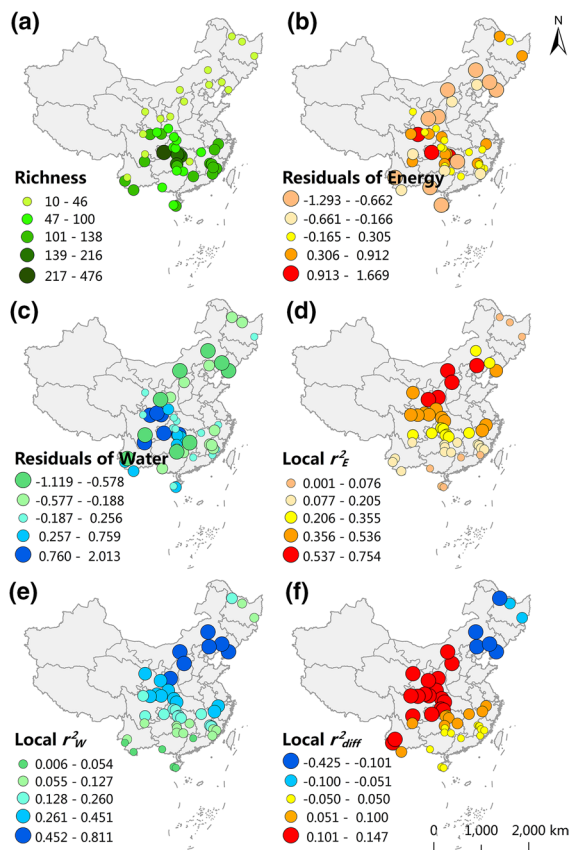 (a)
Richness
10 - 46
47 - 100
101 - 138
139 - 216
217 - 476
(b)
N
Residuals of Energy
-1.293 - -0.662
-0.661 - -0.166
-0.165 - 0.305
0.306 - 0.912
0.913 - 1.669
(c)
Residuals of Water
-1.119 - -0.578
-0.577 - -0.188
-0.187 - 0.256
0.257 - 0.759
0.760 - 2.013
(d)
Local r²E
0.001 - 0.076
0.077 - 0.205
0.206 - 0.355
0.356 - 0.536
0.537 - 0.754
(e)
Local r²W
0.006 - 0.054
0.055 - 0.127
0.128 - 0.260
0.261 - 0.451
0.452 - 0.811
(f)
Local r²diff
-0.425 - -0.101
-0.100 - -0.051
-0.050 - 0.050
0.051 - 0.100
0.101 - 0.147
0 1,000 2,000 km